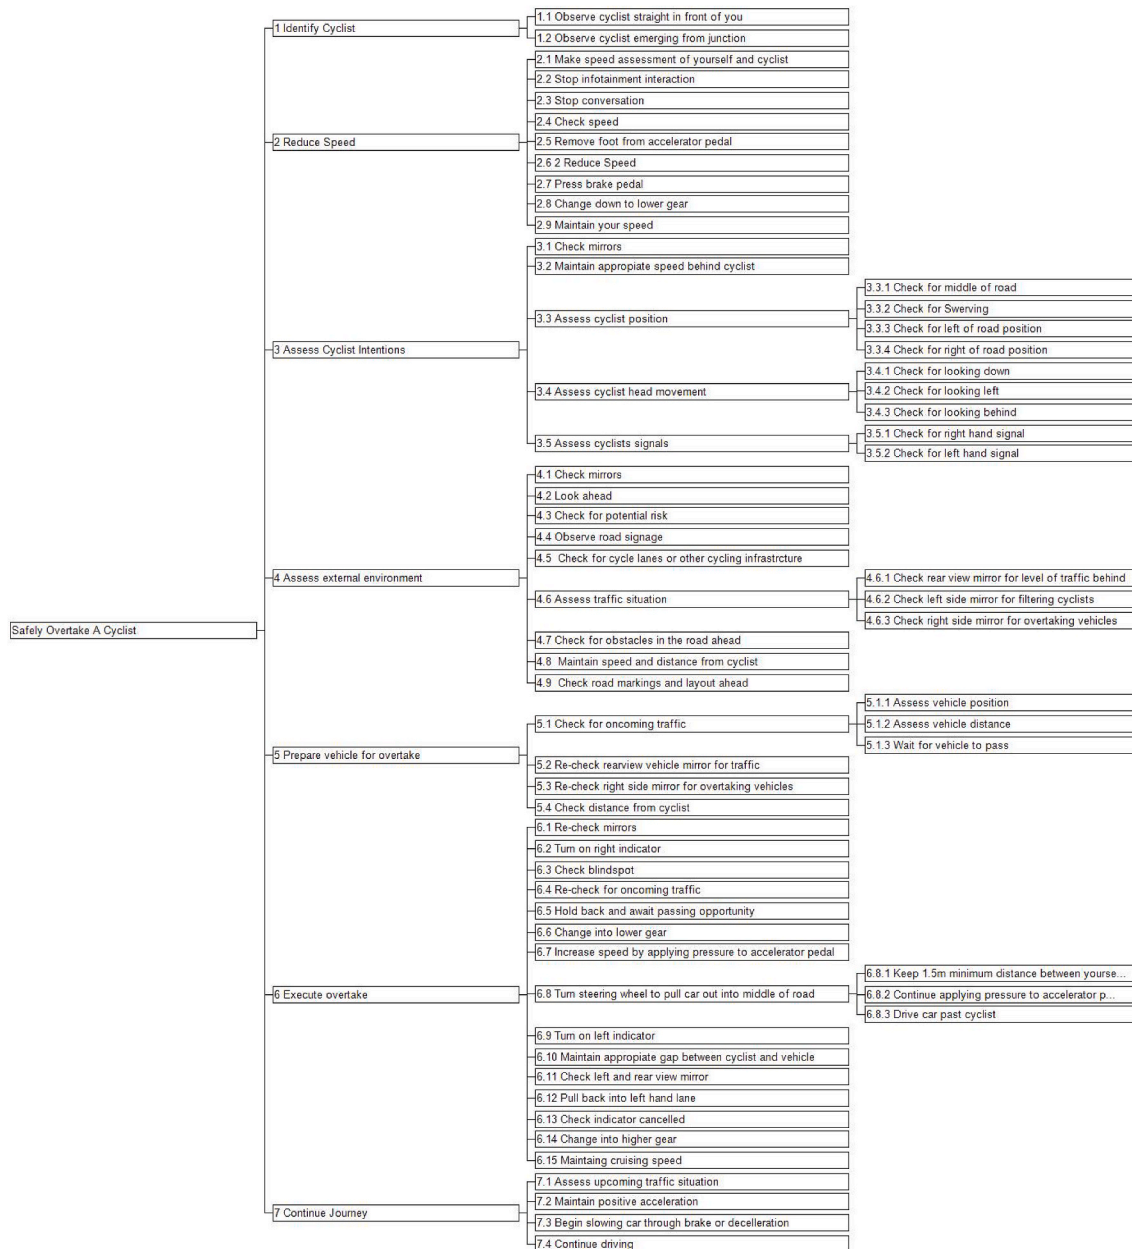 Safely Overtake A Cyclist
1 Identify Cyclist
1.1 Observe cyclist straight in front of you
1.2 Observe cyclist emerging from junction
2 Reduce Speed
2.1 Make speed assessment of yourself and cyclist
2.2 Stop infotainment interaction
2.3 Stop conversation
2.4 Check speed
2.5 Remove foot from accelerator pedal
2.6 2 Reduce Speed
2.7 Press brake pedal
2.8 Change down to lower gear
2.9 Maintain your speed
3 Assess Cyclist Intentions
3.1 Check mirrors
3.2 Maintain appropiate speed behind cyclist
3.3 Assess cyclist position
3.3.1 Check for middle of road
3.3.2 Check for Swerving
3.3.3 Check for left of road position
3.3.4 Check for right of road position
3.4 Assess cyclist head movement
3.4.1 Check for looking down
3.4.2 Check for looking left
3.4.3 Check for looking behind
3.5 Assess cyclists signals
3.5.1 Check for right hand signal
3.5.2 Check for left hand signal
4 Assess external environment
4.1 Check mirrors
4.2 Look ahead
4.3 Check for potential risk
4.4 Observe road signage
4.5 Check for cycle lanes or other cycling infrastrcture
4.6 Assess traffic situation
4.6.1 Check rear view mirror for level of traffic behind
4.6.2 Check left side mirror for filtering cyclists
4.6.3 Check right side mirror for overtaking vehicles
4.7 Check for obstacles in the road ahead
4.8 Maintain speed and distance from cyclist
4.9 Check road markings and layout ahead
5 Prepare vehicle for overtake
5.1 Check for oncoming traffic
5.1.1 Assess vehicle position
5.1.2 Assess vehicle distance
5.1.3 Wait for vehicle to pass
5.2 Re-check rearview vehicle mirror for traffic
5.3 Re-check right side mirror for overtaking vehicles
5.4 Check distance from cyclist
6 Execute overtake
6.1 Re-check mirrors
6.2 Turn on right indicator
6.3 Check blindspot
6.4 Re-check for oncoming traffic
6.5 Hold back and await passing opportunity
6.6 Change into lower gear
6.7 Increase speed by applying pressure to accelerator pedal
6.8 Turn steering wheel to pull car out into middle of road
6.8.1 Keep 1.5m minimum distance between yourse...
6.8.2 Continue applying pressure to accelerator p...
6.8.3 Drive car past cyclist
6.9 Turn on left indicator
6.10 Maintain appropiate gap between cyclist and vehicle
6.11 Check left and rear view mirror
6.12 Pull back into left hand lane
6.13 Check indicator cancelled
6.14 Change into higher gear
6.15 Maintaing cruising speed
7 Continue Journey
7.1 Assess upcoming traffic situation
7.2 Maintain positive acceleration
7.3 Begin slowing car through brake or decelleration
7.4 Continue driving